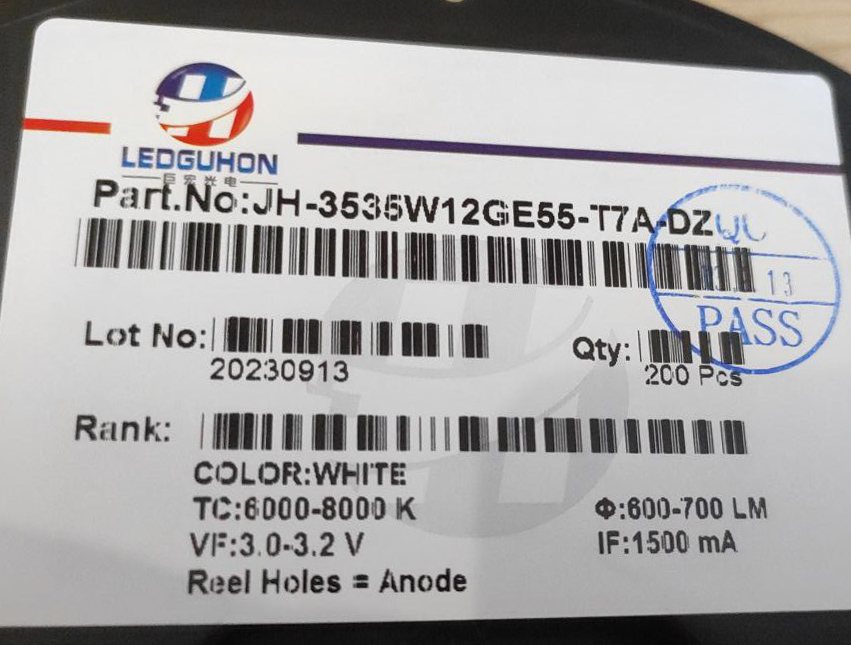 LEDGUHON
巨宏光电
Part.No:JH-3535W12GE55-T7A-DZ
QC
13
PASS
Lot No:
20230913
Qty:
200 Pcs
Rank:
COLOR:WHITE
TC:6000-8000 K
Φ:600-700 LM
VF:3.0-3.2 V
IF:1500 mA
Reel Holes = Anode